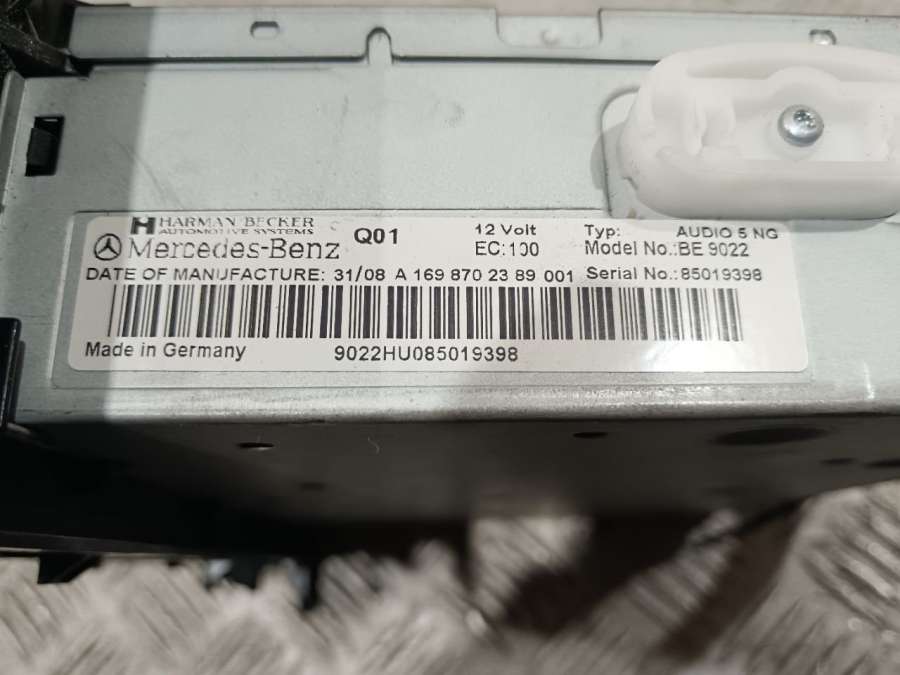 HARMAN/BECKER
AUTOMOTIVE SYSTEMS
Mercedes-Benz Q01 12 Volt EC:100 Typ: AUDIO 5 NG
Model No.:BE 9022
DATE OF MANUFACTURE: 31/08 A 169 870 23 89 001 Serial No.:85019398
Made in Germany 9022HU085019398